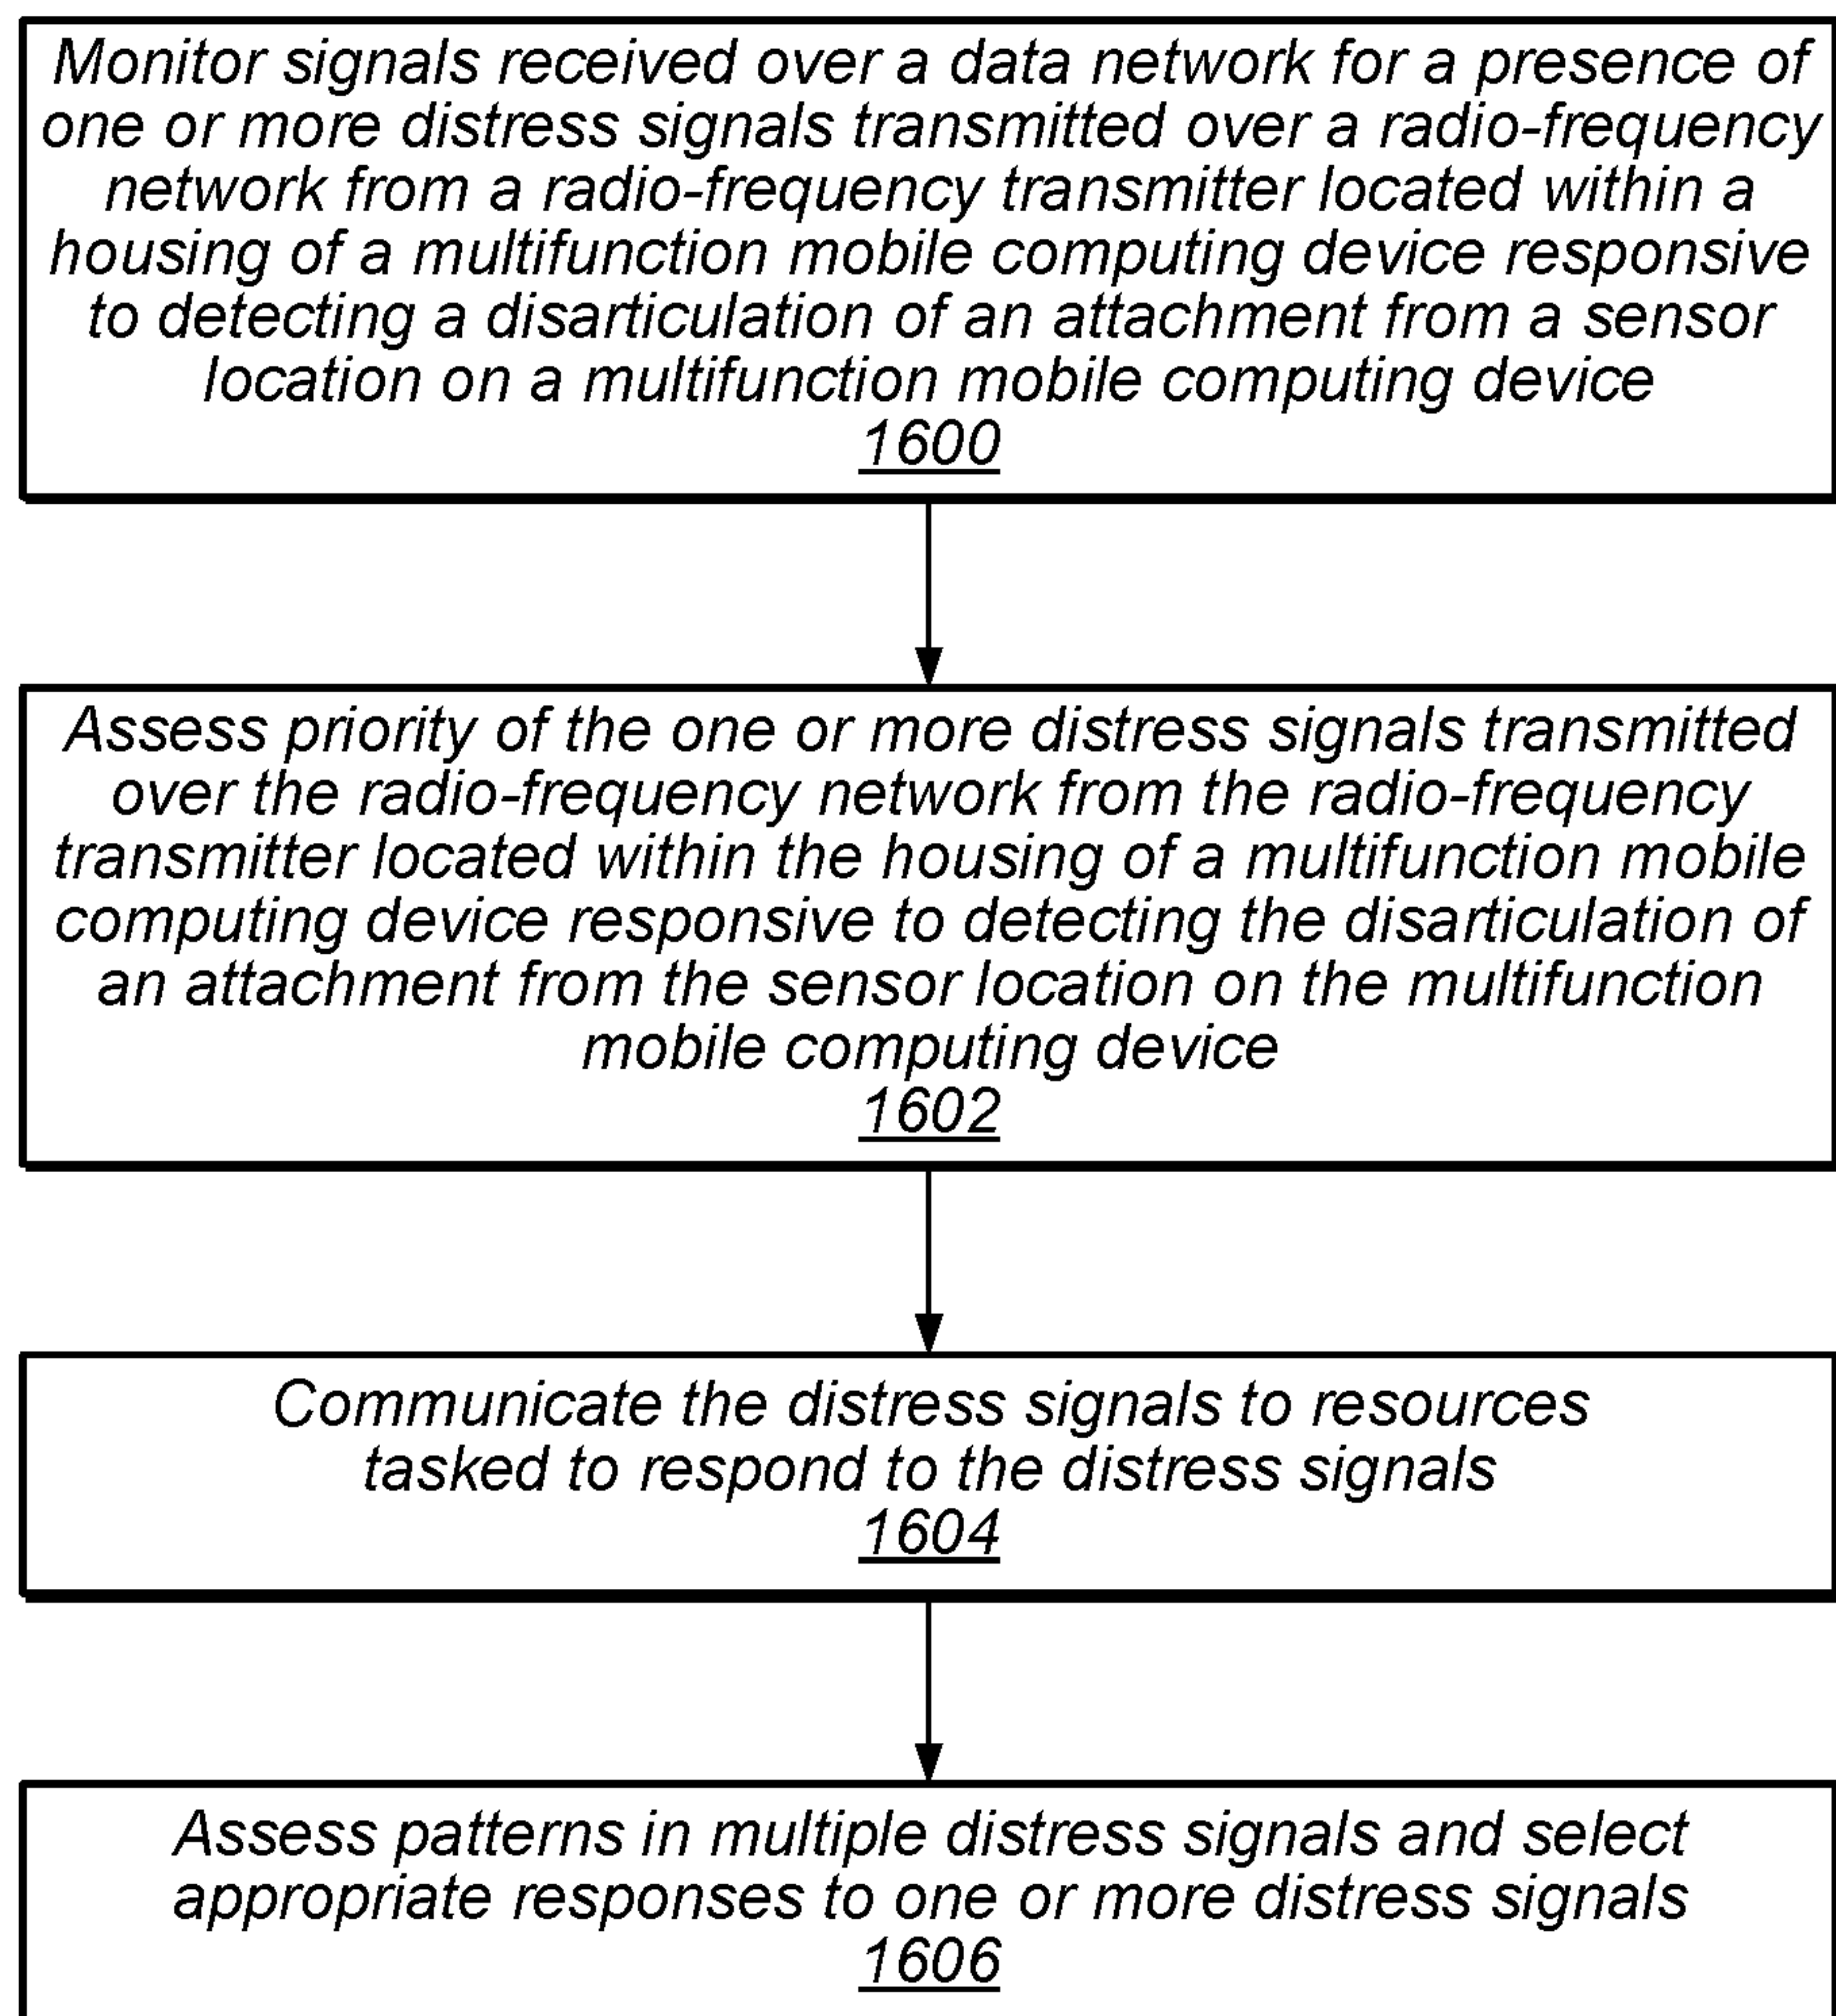 Monitor signals received over a data network for a presence of
one or more distress signals transmitted over a radio-frequency
network from a radio-frequency transmitter located within a
housing of a multifunction mobile computing device responsive
to detecting a disarticulation of an attachment from a sensor
location on a multifunction mobile computing device
1600
Assess priority of the one or more distress signals transmitted
over the radio-frequency network from the radio-frequency
transmitter located within the housing of a multifunction mobile
computing device responsive to detecting the disarticulation of
an attachment from the sensor location on the multifunction
mobile computing device
1602
Communicate the distress signals to resources
tasked to respond to the distress signals
1604
Assess patterns in multiple distress signals and select
appropriate responses to one or more distress signals
1606